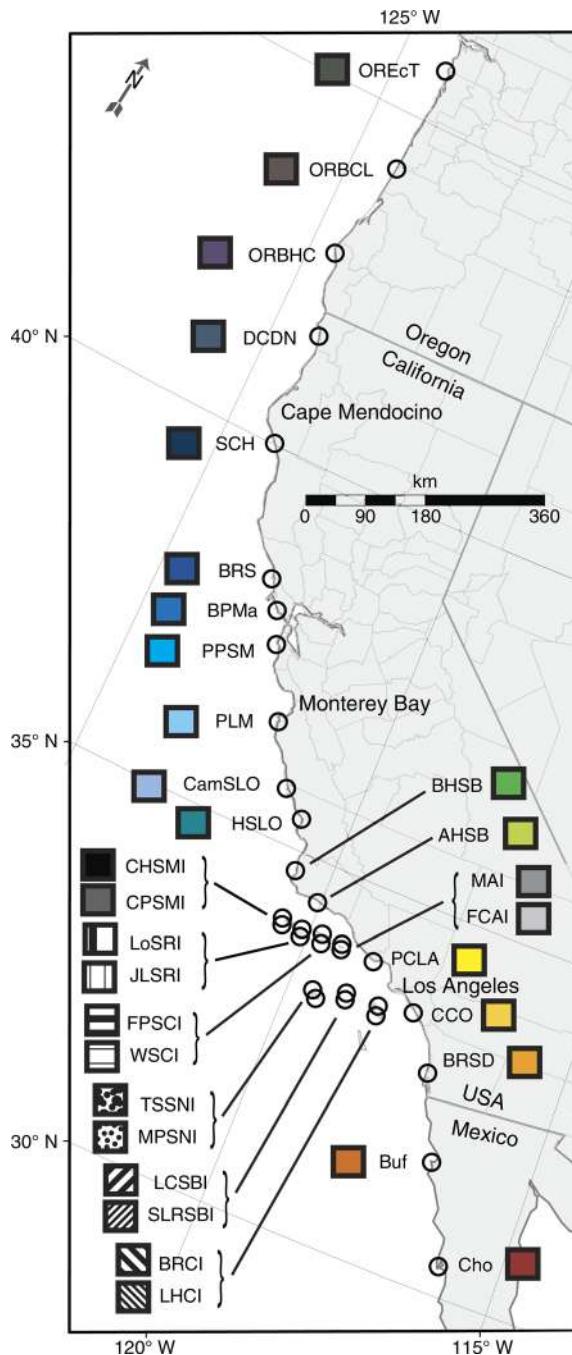 125° W
N
OREcT
ORBCL
ORBHC
40° N
DCDN
Oregon
California
Cape Mendocino
SCH
km
0 90 180 360
BRS
BPMa
PPSM
Monterey Bay
PLM
35° N
CamSLO
BHSB
HSLO
AHSB
CHSMI
MAI
CPSMI
FCAI
LoSRI
PCLA
JLSRI
Los Angeles
FPSCI
CCO
WSCI
BRSD
TSSNI
USA
MPSNI
Mexico
30° N
Buf
LCSBI
SLRSBI
BRCI
Cho
LHCI
120° W
115° W